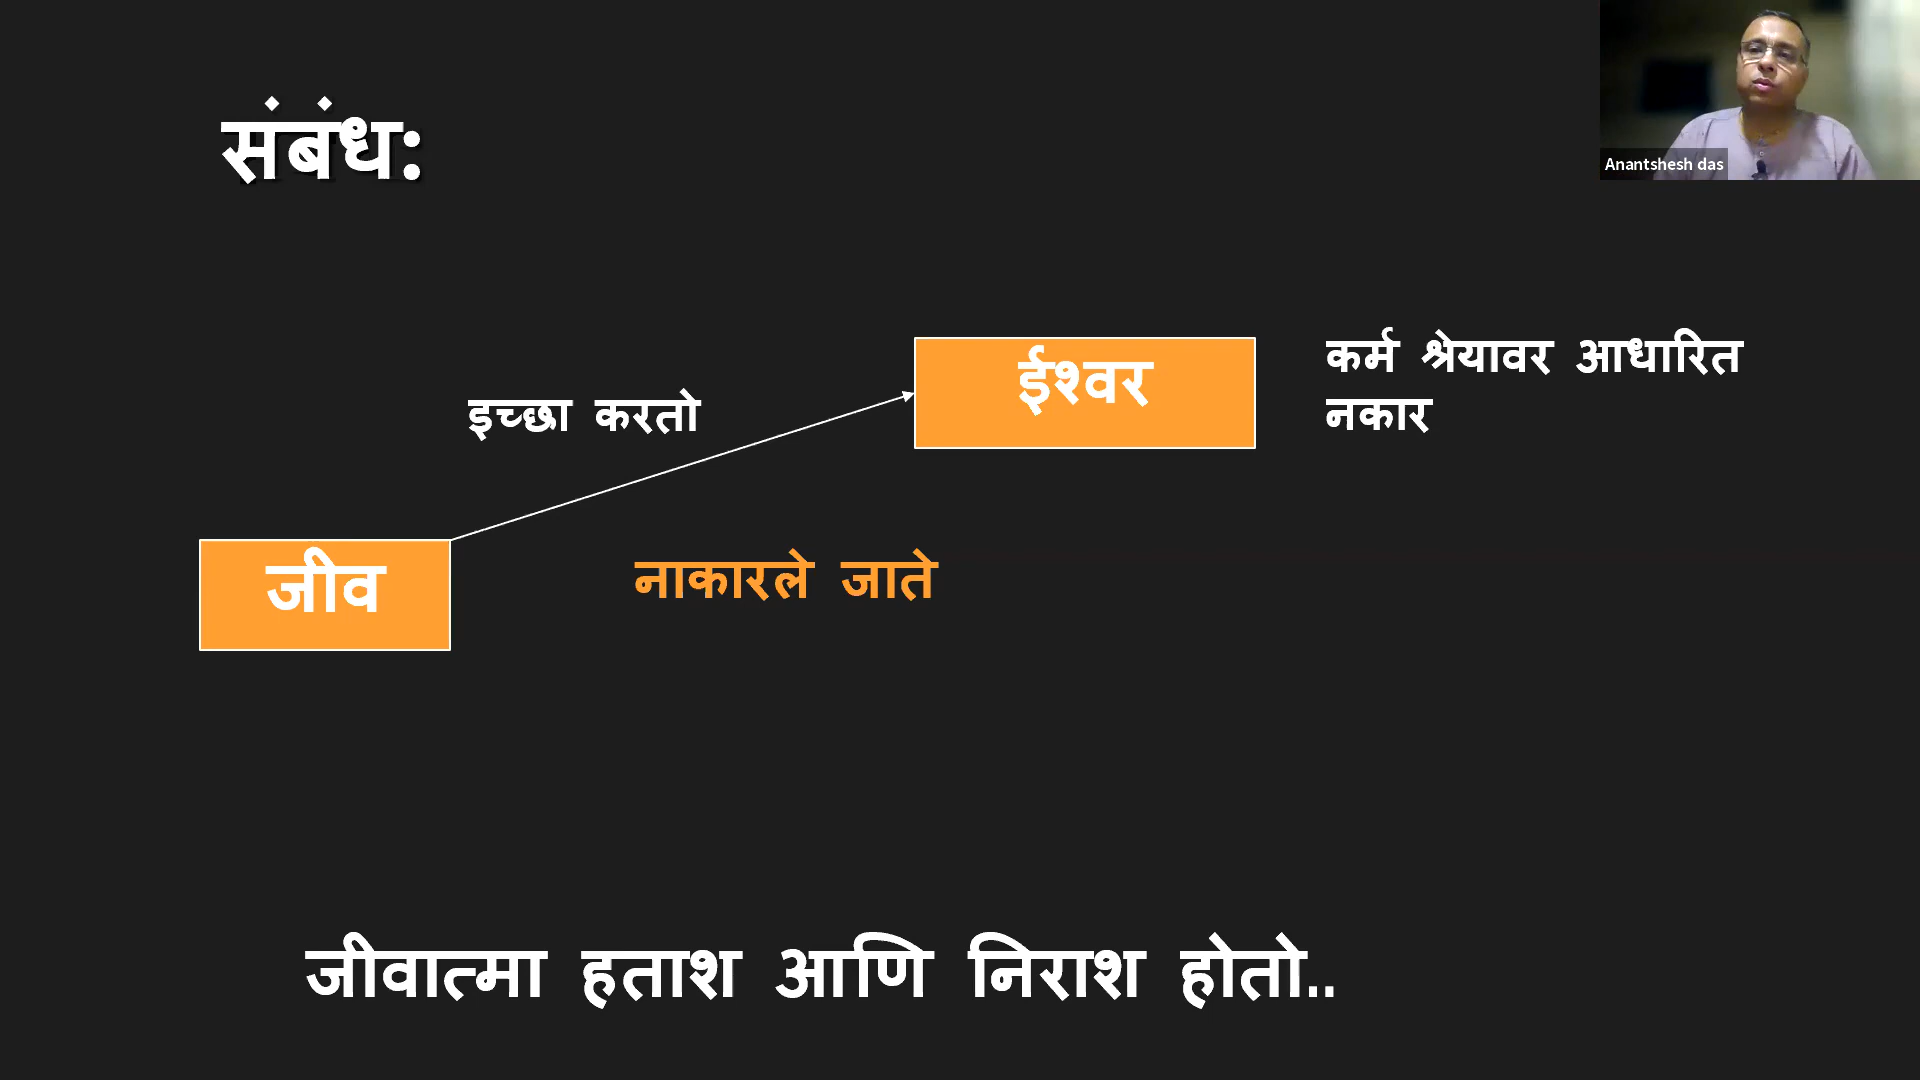 संबंध:
Anantshesh das
कर्म श्रेयावर आधारित
नकार
ईश्वर
इच्छा करतो
जीव
नाकारले जाते
जीवात्मा हताश आणि निराश होतो..